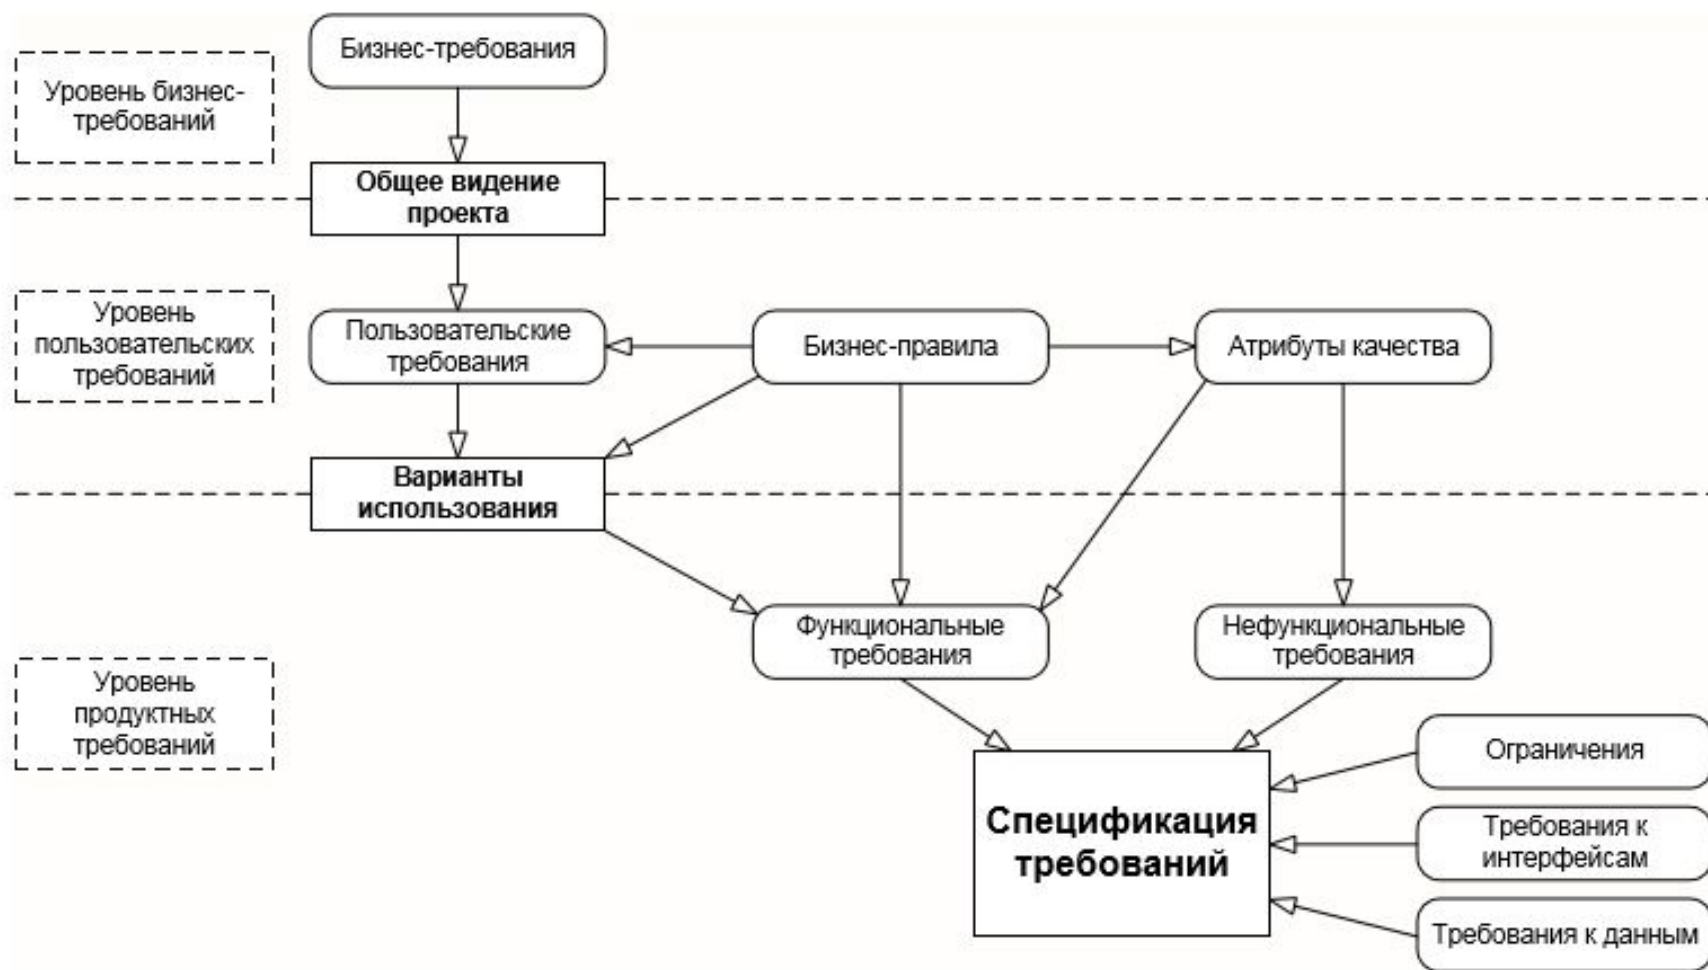 Бизнес-требования
Уровень бизнес-
требований
Общее видение
проекта
Уровень
пользовательских
требований
Пользовательские
требования
Бизнес-правила
Атрибуты качества
Варианты
использования
Функциональные
требования
Нефункциональные
требования
Уровень
продуктных
требований
Ограничения
Спецификация
требований
Требования к
интерфейсам
Требования к данным